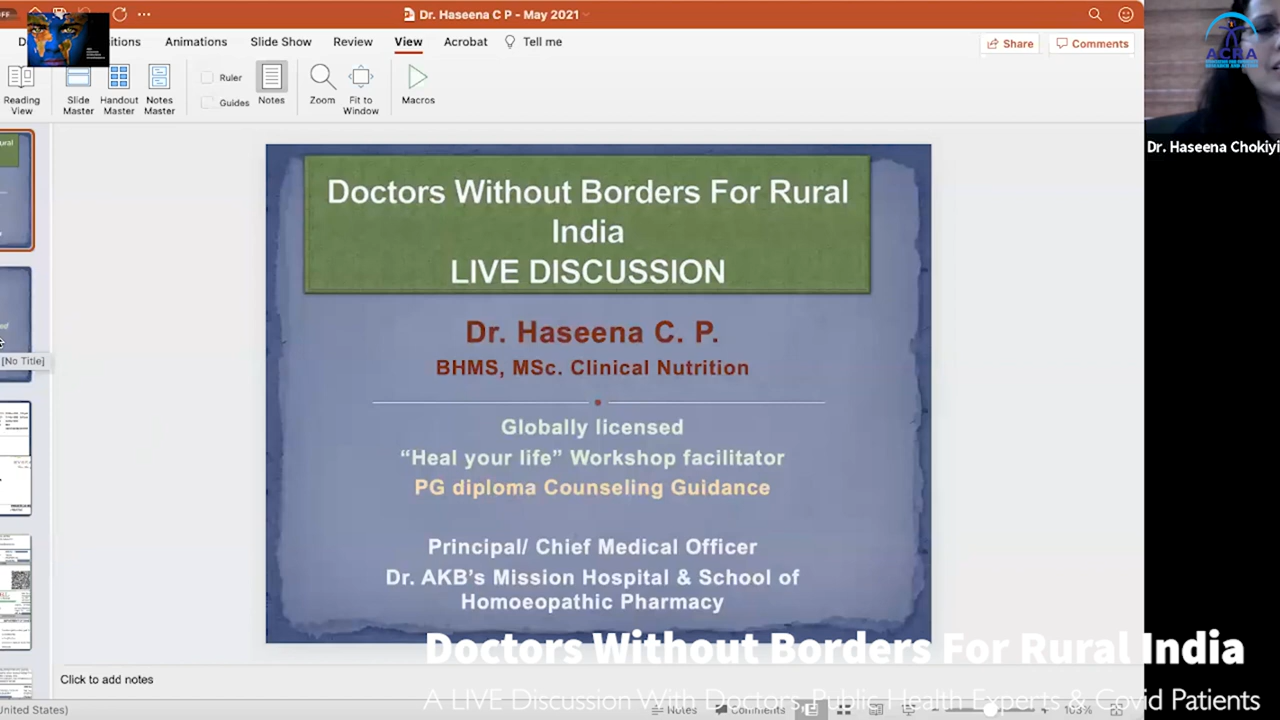 Dr. Haseena C P - May 2021
Animations
Slide Show
Review
View
Acrobat
Tell me
Share
Comments
Reading View
Slide Master
Handout Master
Notes Master
Ruler
Guides
Notes
Zoom
Fit to Window
Macros
ACRA
Dr. Haseena Chokiyi
[No Title]
Doctors Without Borders For Rural
India
LIVE DISCUSSION
Dr. Haseena C. P.
BHMS, MSc. Clinical Nutrition
Globally licensed
“Heal your life” Workshop facilitator
PG diploma Counseling Guidance
Principal/ Chief Medical Officer
Dr. AKB’s Mission Hospital & School of
Homoeopathic Pharmacy
Doctors Without Borders For Rural India
Click to add notes
A LIVE Discussion With Doctors, Public Health Experts & Covid Patients
United States)
Notes
Comments
103%